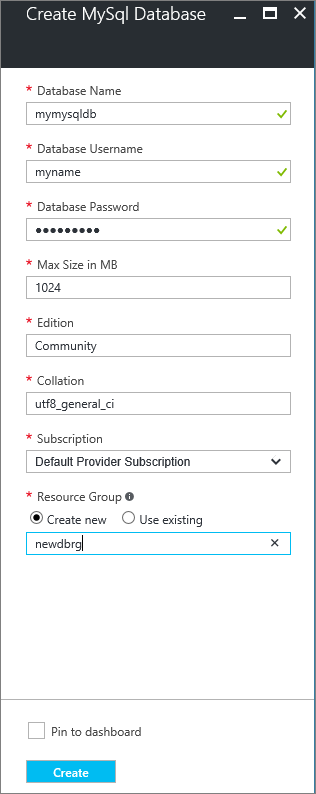 Create MySql Database
* Database Name
mymysqldb
* Database Username
myname
* Database Password
●●●●●●●●●
* Max Size in MB
1024
* Edition
Community
* Collation
utf8_general_ci
* Subscription
Default Provider Subscription
* Resource Group
Create new Use existing
newdbrg
Pin to dashboard
Create